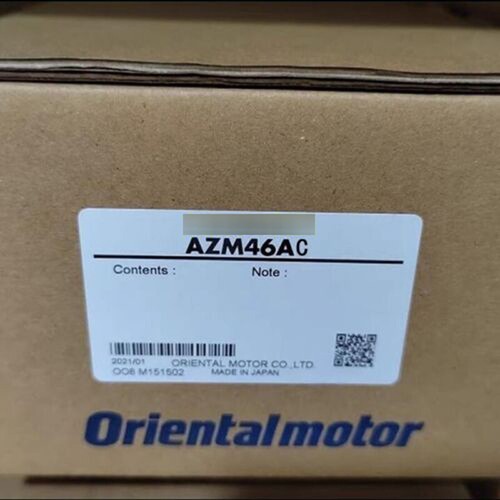 AZM46AC
Contents :
Note :
2021/01 ORIENTAL MOTOR CO.,LTD.
OO8 M151502 MADE IN JAPAN
Orientalmotor